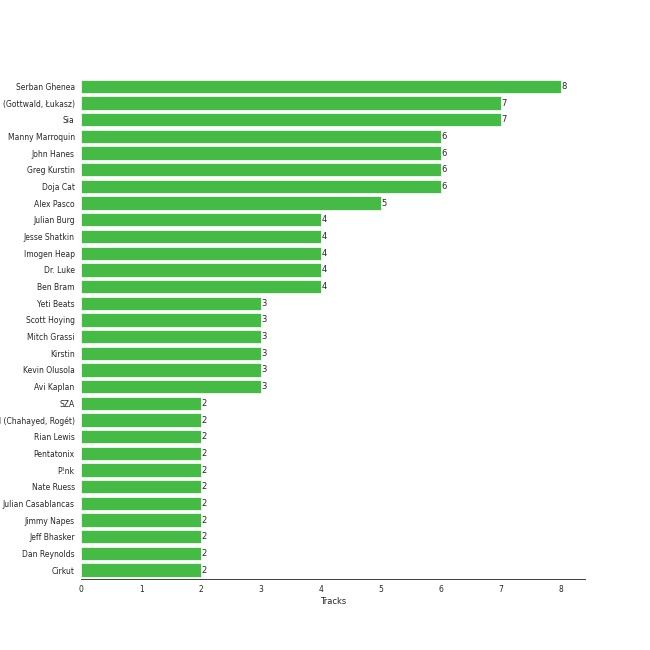 Serban Ghenea 8
(Gottwald, Łukasz) 7
Sia 7
Manny Marroquin 6
John Hanes 6
Greg Kurstin 6
Doja Cat 6
Alex Pasco 5
Julian Burg 4
Jesse Shatkin 4
Imogen Heap 4
Dr. Luke 4
Ben Bram 4
Yeti Beats 3
Scott Hoying 3
Mitch Grassi 3
Kirstin 3
Kevin Olusola 3
Avi Kaplan 3
SZA 2
(Chahayed, Rogét) 2
Rian Lewis 2
Pentatonix 2
P!nk 2
Nate Ruess 2
Julian Casablancas 2
Jimmy Napes 2
Jeff Bhasker 2
Dan Reynolds 2
Cirkut 2
0 1 2 3 4 5 6 7 8
Tracks